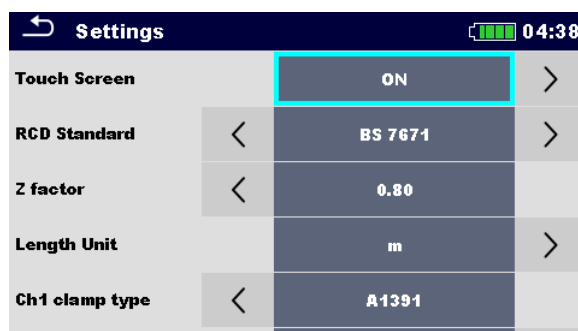 Settings 04:38
Touch Screen ON
RCD Standard BS 7671
Z factor 0.80
Length Unit m
Ch1 clamp type A1391